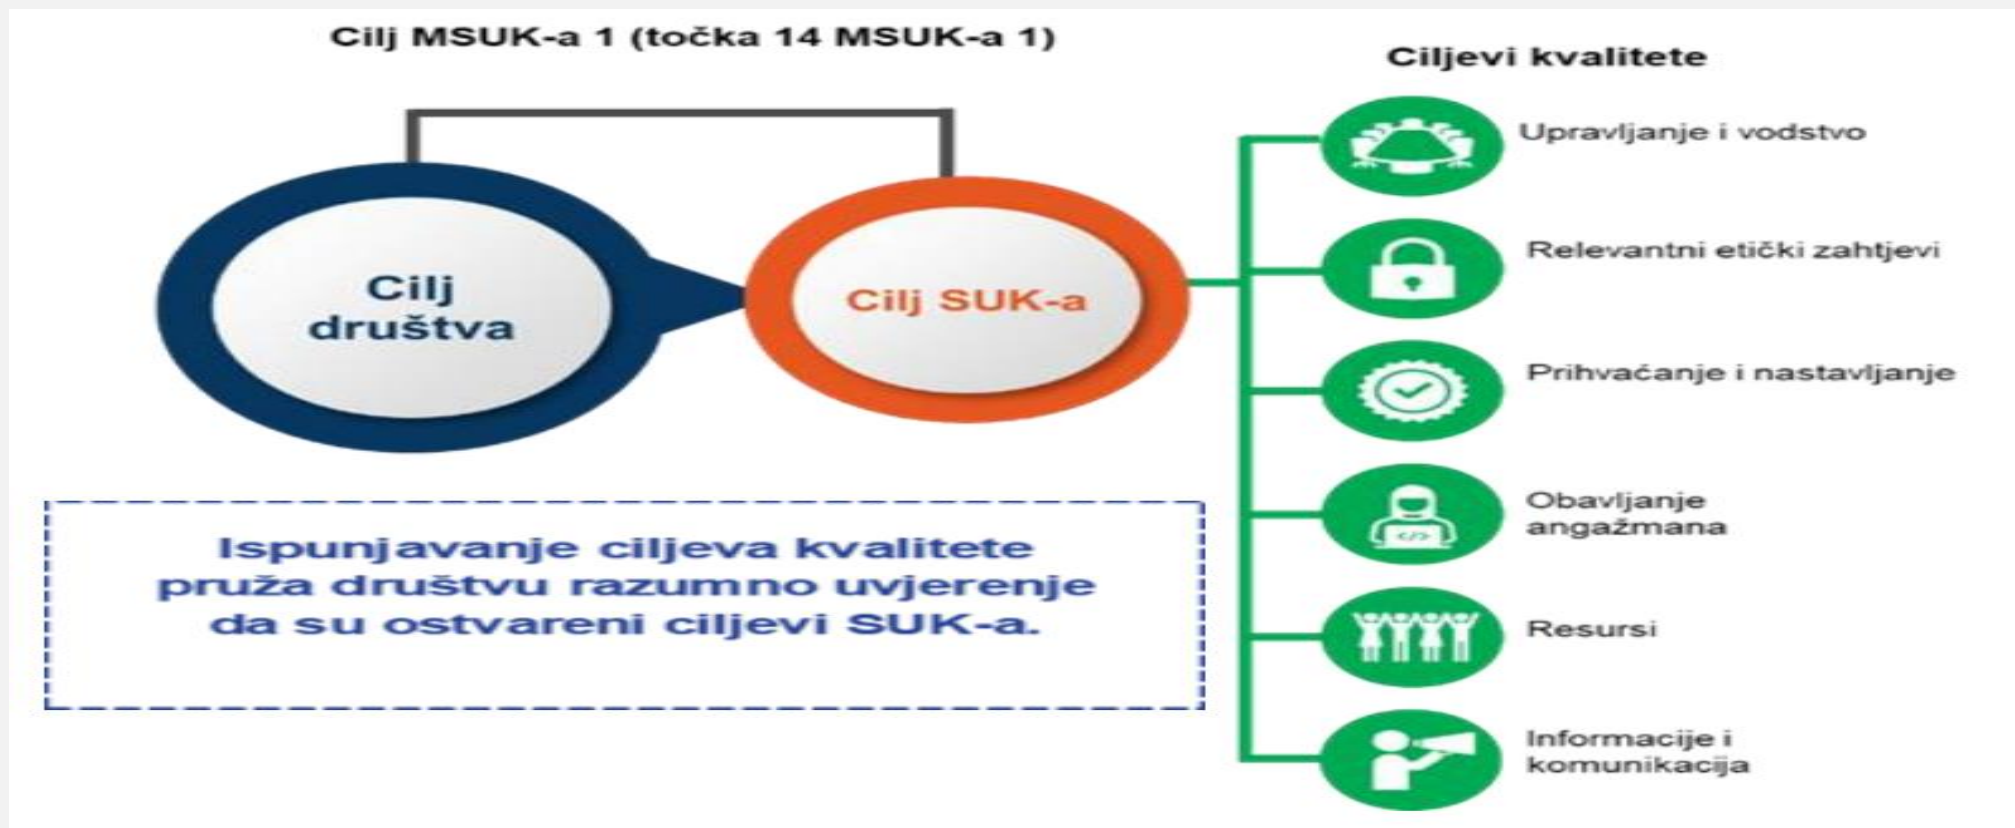 Cilj MSUK-a 1 (točka 14 MSUK-a 1)
Cilj
društva
Cilj SUK-a
Ispunjavanje ciljeva kvalitete
pruža društvu razumno uvjerenje
da su ostvareni ciljevi SUK-a.
Ciljevi kvalitete
Upravljanje i vodstvo
Relevantni etički zahtjevi
Prihvaćanje i nastavljanje
Obavljanje
angažmana
</>
Resursi
Informacije i
komunikacija